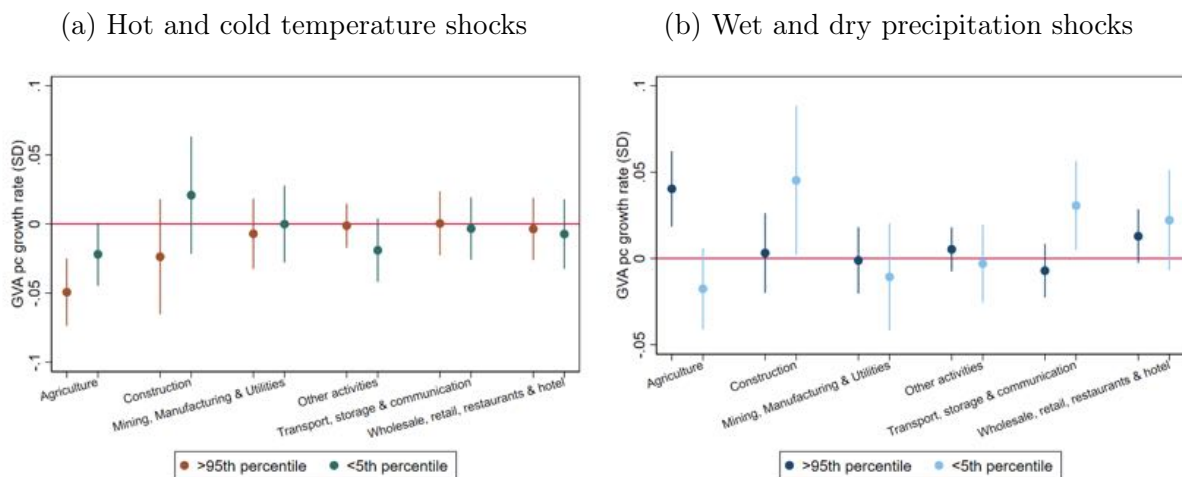 (a) Hot and cold temperature shocks
(b) Wet and dry precipitation shocks
GVA pc growth rate (SD)
.1
.05
0
-.05
-.1
Agriculture
Construction
Mining, Manufacturing & Utilities
Other activities
Transport, storage & communication
Wholesale, retail, restaurants & hotel
>95th percentile
<5th percentile
GVA pc growth rate (SD)
.1
.05
0
-.05
Agriculture
Construction
Mining, Manufacturing & Utilities
Other activities
Transport, storage & communication
Wholesale, retail, restaurants & hotel
>95th percentile
<5th percentile